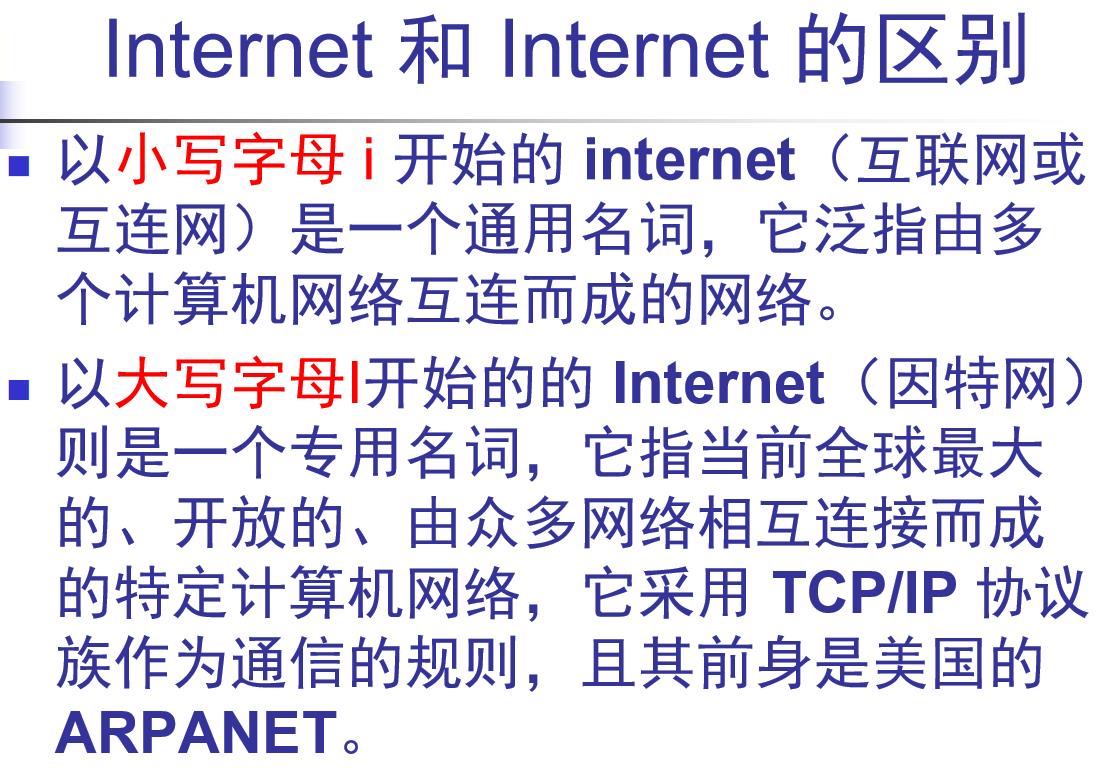 Internet 和 Internet 的区别
以小写字母 i 开始的 internet（互联网或
互连网）是一个通用名词，它泛指由多
个计算机网络互连而成的网络。
以大写字母I开始的的 Internet（因特网）
则是一个专用名词，它指当前全球最大
的、开放的、由众多网络相互连接而成
的特定计算机网络，它采用 TCP/IP 协议
族作为通信的规则，且其前身是美国的
ARPANET。